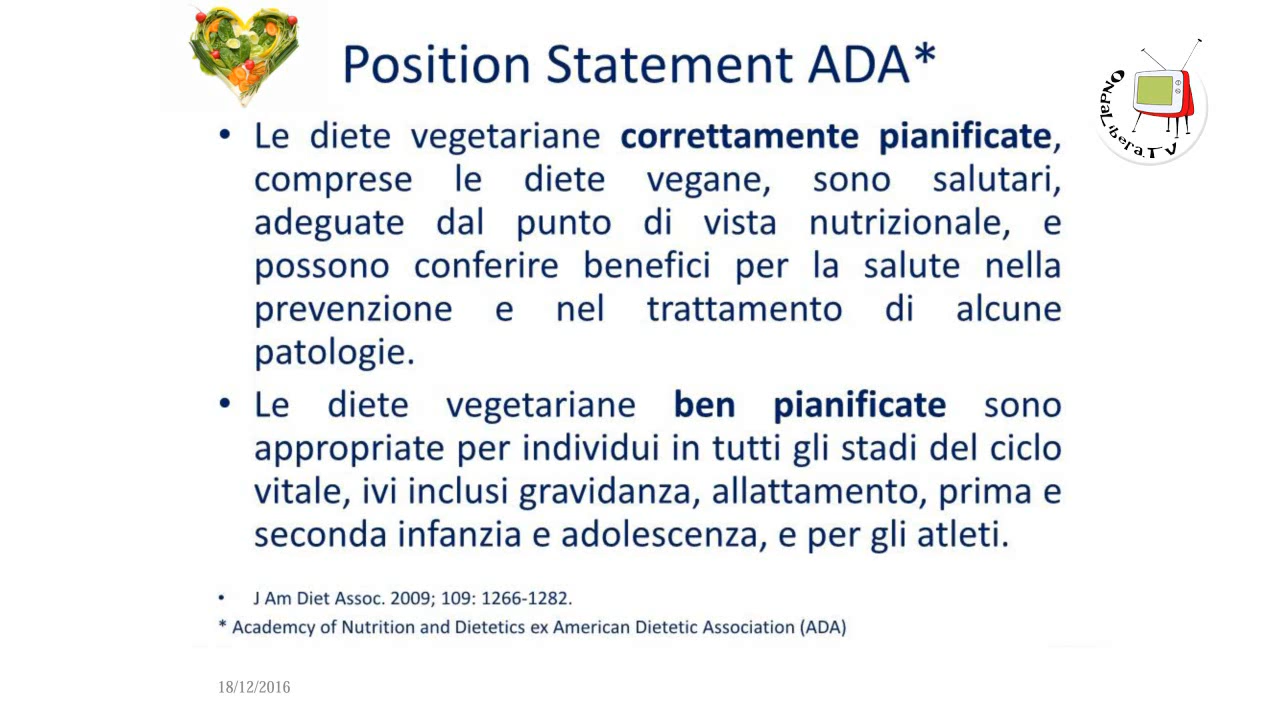 Position Statement ADA*
OndaLibera.TV
• Le diete vegetariane correttamente pianificate,
comprese le diete vegane, sono salutari,
adeguate dal punto di vista nutrizionale, e
possono conferire benefici per la salute nella
prevenzione e nel trattamento di alcune
patologie.
• Le diete vegetariane ben pianificate sono
appropriate per individui in tutti gli stadi del ciclo
vitale, ivi inclusi gravidanza, allattamento, prima e
seconda infanzia e adolescenza, e per gli atleti.
• J Am Diet Assoc. 2009; 109: 1266-1282.
* Academcy of Nutrition and Dietetics ex American Dietetic Association (ADA)
18/12/2016